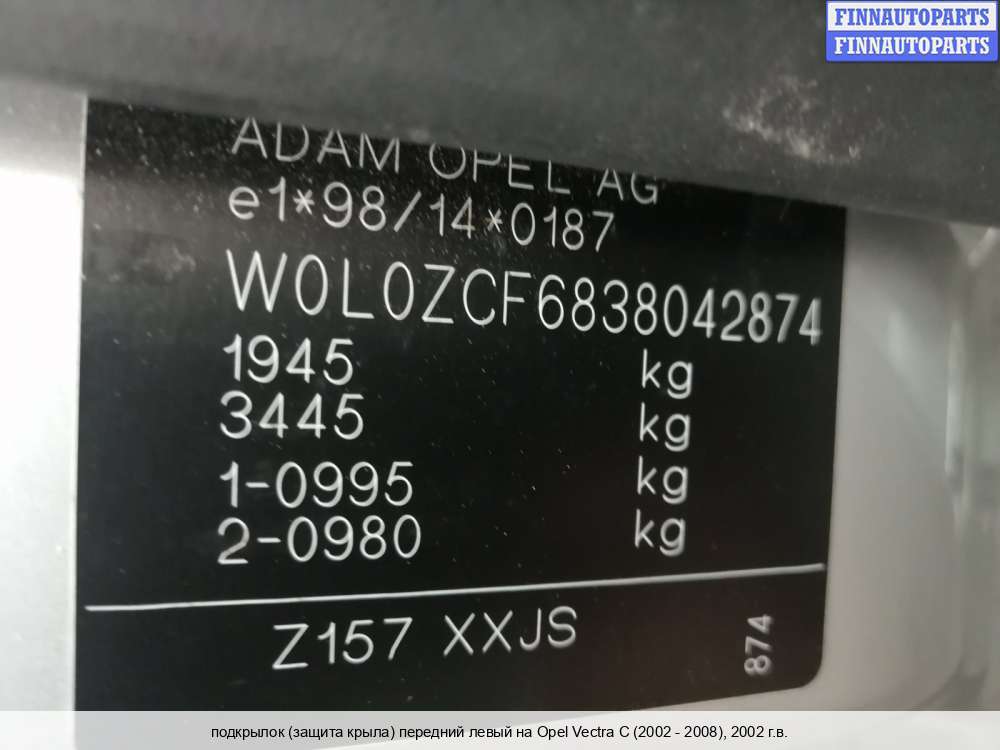 FINNAUTOPARTS
FINNAUTOPARTS
ADAM OPEL AG
e1*98/14*0187
W0L0ZCF6838042874
1945 kg
3445 kg
1-0995 kg
2-0980 kg
Z157 XXJS
874
подкрылок (защита крыла) передний левый на Opel Vectra C (2002 - 2008), 2002 г.в.